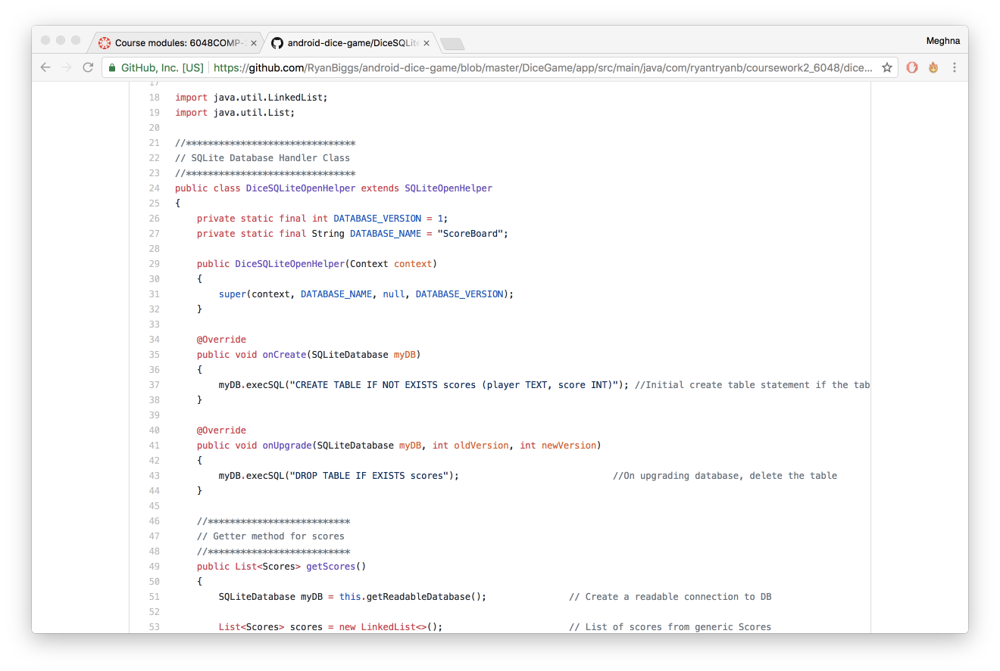 Course modules: 6048COMP-
android-dice-game/DiceSQLite
Meghna
GitHub, Inc. [US]
https://github.com/RyanBiggs/android-dice-game/blob/master/DiceGame/app/src/main/java/com/ryantryanb/coursework2_6048/dice...
17
18 import java.util.LinkedList;
19 import java.util.List;
20
21 //*******************************
22 // SQLite Database Handler Class
23 //*******************************
24 public class DiceSQLiteOpenHelper extends SQLiteOpenHelper
25 {
26     private static final int DATABASE_VERSION = 1;
27     private static final String DATABASE_NAME = "ScoreBoard";
28
29     public DiceSQLiteOpenHelper(Context context)
30     {
31         super(context, DATABASE_NAME, null, DATABASE_VERSION);
32     }
33
34     @Override
35     public void onCreate(SQLiteDatabase myDB)
36     {
37         myDB.execSQL("CREATE TABLE IF NOT EXISTS scores (player TEXT, score INT)"); //Initial create table statement if the tab
38     }
39
40     @Override
41     public void onUpgrade(SQLiteDatabase myDB, int oldVersion, int newVersion)
42     {
43         myDB.execSQL("DROP TABLE IF EXISTS scores"); //On upgrading database, delete the table
44     }
45
46     //**************************
47     // Getter method for scores
48     //**************************
49     public List<Scores> getScores()
50     {
51         SQLiteDatabase myDB = this.getReadableDatabase(); // Create a readable connection to DB
52
53         List<Scores> scores = new LinkedList<>(); // List of scores from generic Scores